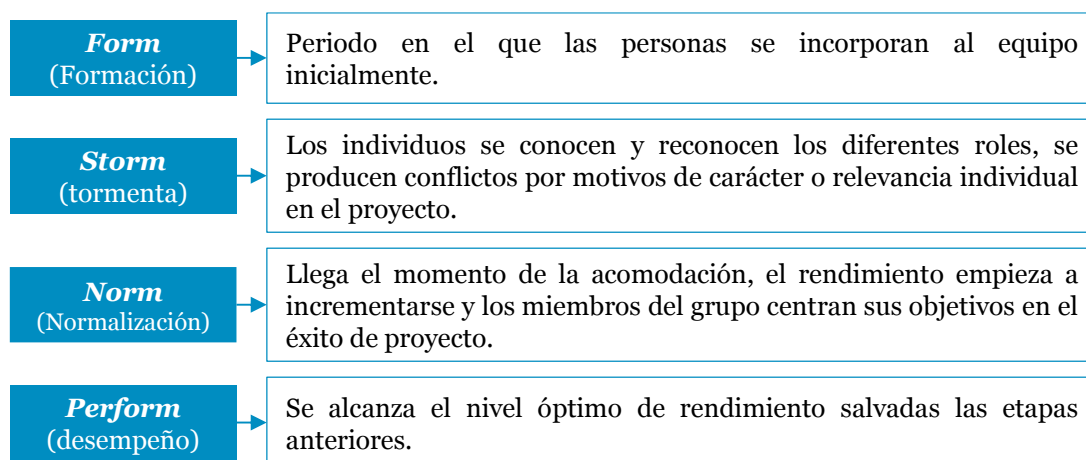 Form
(Formación)
Periodo en el que las personas se incorporan al equipo
inicialmente.
Storm
(tormenta)
Los individuos se conocen y reconocen los diferentes roles, se
producen conflictos por motivos de carácter o relevancia individual
en el proyecto.
Norm
(Normalización)
Llega el momento de la acomodación, el rendimiento empieza a
incrementarse y los miembros del grupo centran sus objetivos en el
éxito de proyecto.
Perform
(desempeño)
Se alcanza el nivel óptimo de rendimiento salvadas las etapas
anteriores.